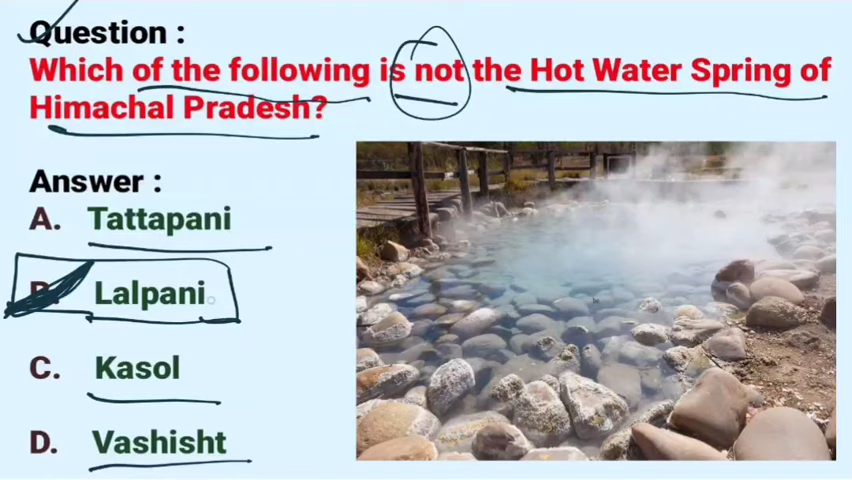 Question :
Which of the following is not the Hot Water Spring of
Himachal Pradesh?
Answer :
A. Tattapani
B. Lalpani
C. Kasol
D. Vashisht